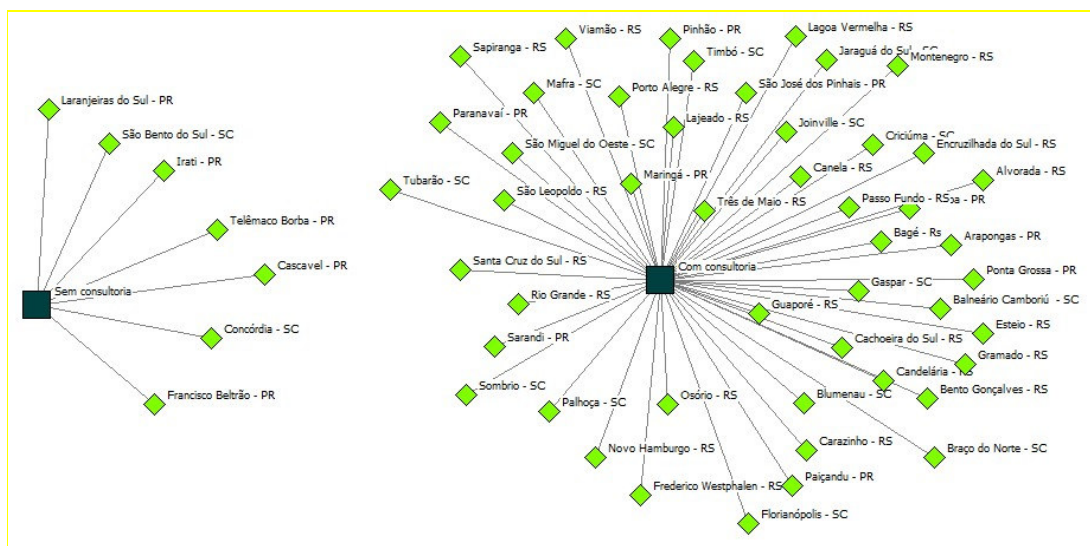 Laranjeiras do Sul - PR
São Bento do Sul - SC
Irati - PR
Telêmaco Borba - PR
Cascavel - PR
Sem consultoria
Concórdia - SC
Francisco Beltrão - PR
Viamão - RS
Pinhão - PR
Lagoa Vermelha - RS
Sapiranga - RS
Timbó - SC
Jaraguá do Sul - SC
Montenegro - RS
Mafra - SC
Porto Alegre - RS
São José dos Pinhais - PR
Paranavaí - PR
Lajeado - RS
Joinville - SC
Criciúma - SC
São Miguel do Oeste - SC
Encruzilhada do Sul - RS
Tubarão - SC
Maringá - PR
Canela - RS
Alvorada - RS
São Leopoldo - RS
Três de Maio - RS
Passo Fundo - RS
PR
Bagé - Rs
Arapongas - PR
Santa Cruz do Sul - RS
Com consultoria
Ponta Grossa - PR
Gaspar - SC
Rio Grande - RS
Guaporé - RS
Balneário Camboriú - SC
Esteio - RS
Sarandi - PR
Cachoeira do Sul - RS
Gramado - RS
Sombrio - SC
Candelária - RS
Palhoça - SC
Osório - RS
Blumenau - SC
Bento Gonçalves - RS
Novo Hamburgo - RS
Carazinho - RS
Braço do Norte - SC
Frederico Westphalen - RS
Paiçandu - PR
Florianópolis - SC